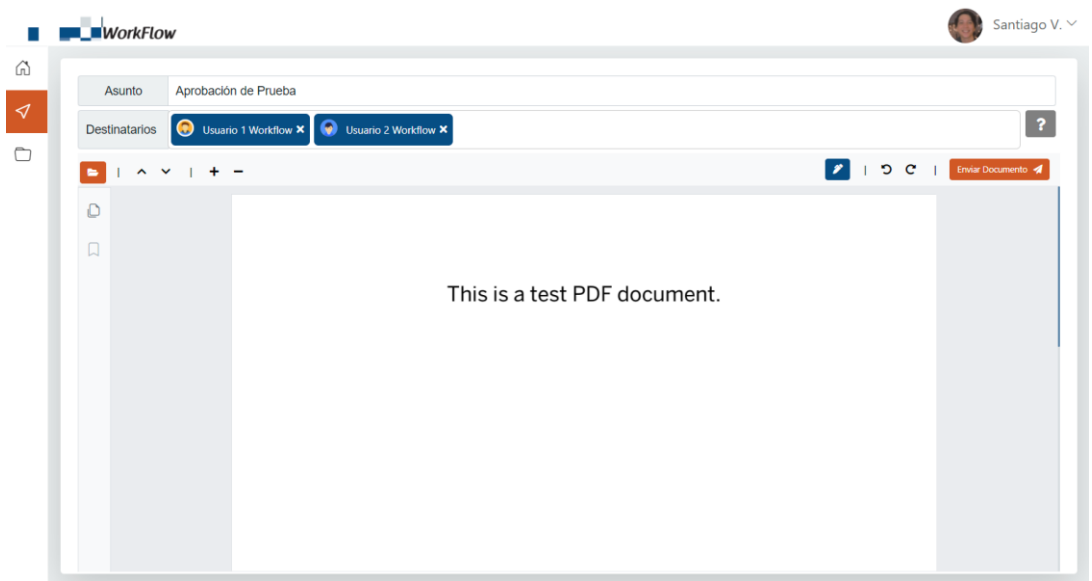 WorkFlow
Santiago V.
Asunto Aprobación de Prueba
Destinatarios Usuario 1 Workflow × Usuario 2 Workflow × ?
Enviar Documento
This is a test PDF document.